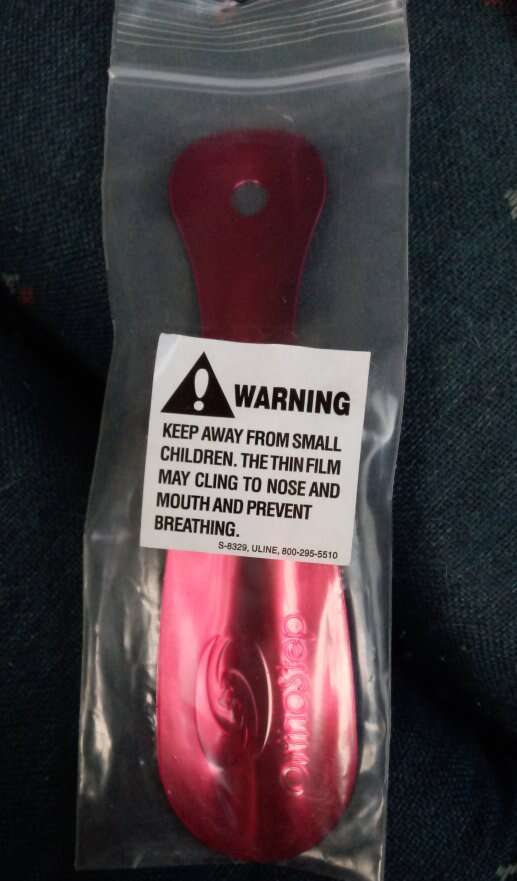 WARNING
KEEP AWAY FROM SMALL
CHILDREN. THE THIN FILM
MAY CLING TO NOSE AND
MOUTH AND PREVENT
BREATHING.
S-8329, ULINE, 800-295-5510